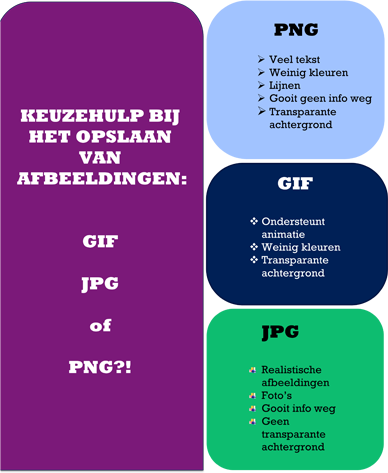 KEUZEHULP BIJ
HET OPSLAAN
VAN
AFBEELDINGEN:
GIF
JPG
of
PNG?!
PNG
Veel tekst
Weinig kleuren
Lijnen
Gooit geen info weg
Transparante
achtergrond
GIF
Ondersteunt
animatie
Weinig kleuren
Transparante
achtergrond
JPG
Realistische
afbeeldingen
Foto's
Gooit info weg
Geen
transparante
achtergrond